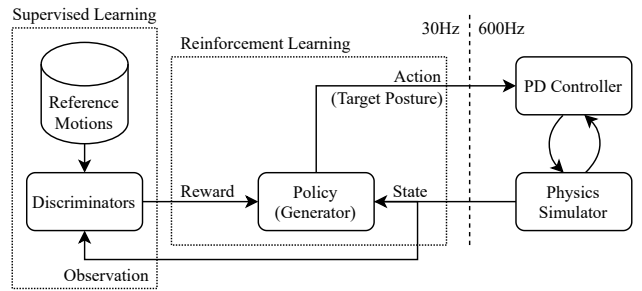 Supervised Learning
Reinforcement Learning
30Hz
600Hz
Reference
Motions
Action
(Target Posture)
PD Controller
Discriminators
Reward
Policy
(Generator)
State
Physics
Simulator
Observation